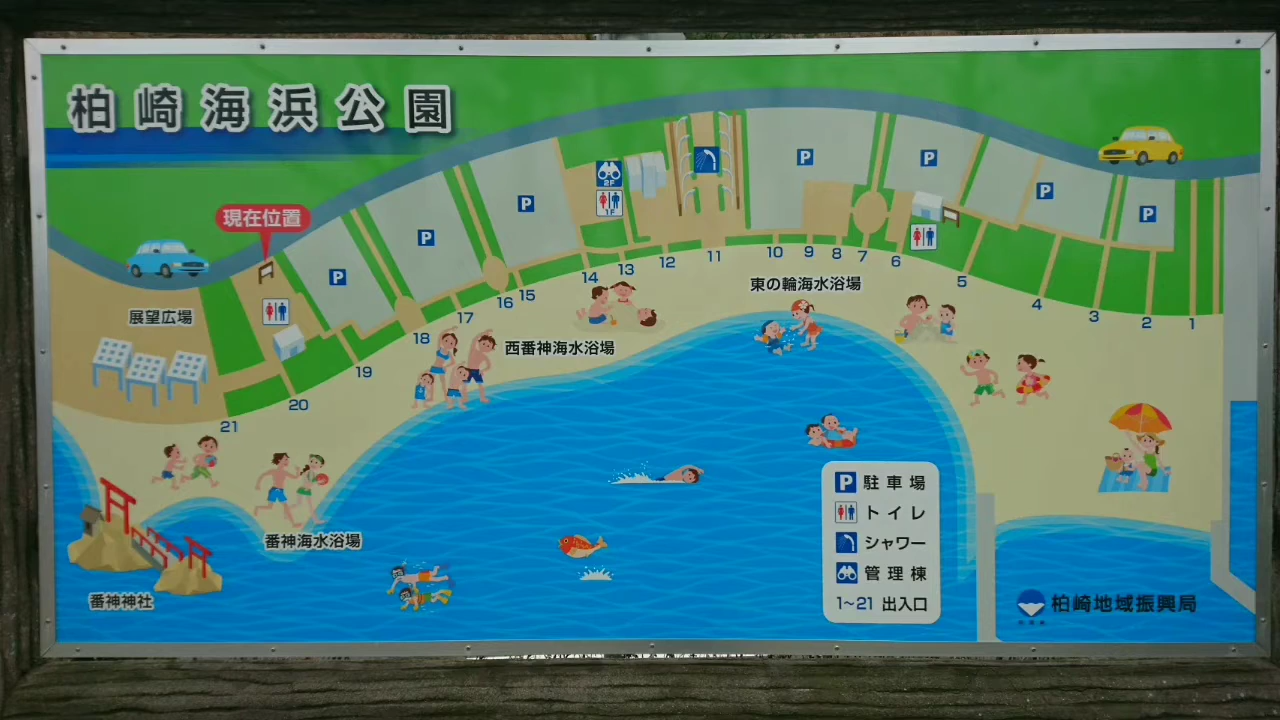 柏崎海浜公園
現在位置
展望広場
P
P
P
2F
1F
P
P
P
P
1
2
3
4
5
6
7
8
9
10
11
12
13
14
15
16
17
18
19
20
21
東の輪海水浴場
西番神海水浴場
番神海水浴場
番神神社
P 駐車場
トイレ
シャワー
管理棟
1~21 出入口
柏崎地域振興局